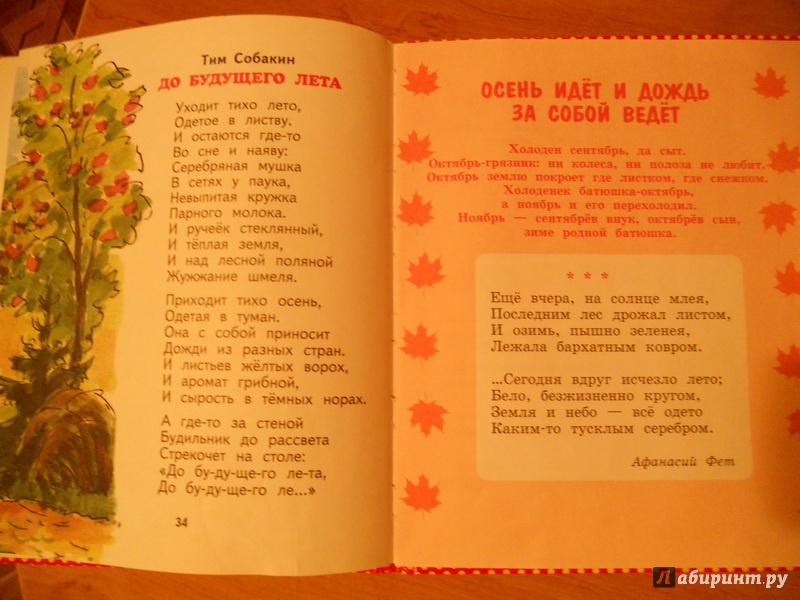 Тим Собакин
ДО БУДУЩЕГО ЛЕТА
Уходит тихо лето,
Одетое в листву.
И остаются где-то
Во сне и наяву:
Серебряная мушка
В сетях у паука,
Невыпитая кружка
Парного молока.
И ручеёк стеклянный,
И тёплая земля,
И над лесной поляной
Жужжание шмеля.
Приходит тихо осень,
Одетая в туман.
Она с собой приносит
Дожди из разных стран.
И листьев жёлтых ворох,
И аромат грибной,
И сырость в тёмных норах.
А где-то за стеной
Будильник до рассвета
Стрекочет на столе:
«До бу-ду-ще-го ле-та,
До бу-ду-ще-го ле...»
34
ОСЕНЬ ИДЁТ И ДОЖДЬ
ЗА СОБОЙ ВЕДЁТ
Холоден сентябрь, да сыт.
Октябрь-грязник: ни колеса, ни полоза не любит.
Октябрь землю покроет где листком, где снежком.
Холоденек батюшка-октябрь,
а ноябрь и его перехолодил.
Ноябрь — сентябрёв внук, октябрёв сын,
зиме родной батюшка.
* * *
Ещё вчера, на солнце млея,
Последним лес дрожал листом,
И озимь, пышно зеленея,
Лежала бархатным ковром.
...Сегодня вдруг исчезло лето;
Бело, безжизненно кругом,
Земля и небо — всё одето
Каким-то тусклым серебром.
Афанасий Фет
Лабиринт.ру